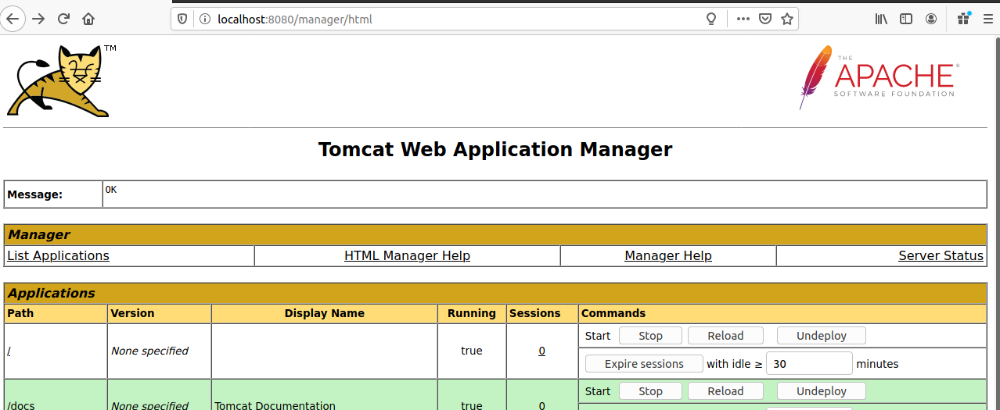 localhost:8080/manager/html
TM
THE
APACHE®
SOFTWARE FOUNDATION
Tomcat Web Application Manager
Message: OK
Manager
List Applications HTML Manager Help Manager Help Server Status
Applications
Path Version Display Name Running Sessions Commands
Start Stop Reload Undeploy
/ None specified true 0
Expire sessions with idle ≥ 30 minutes
Start Stop Reload Undeploy
/docs None specified Tomcat Documentation true 0